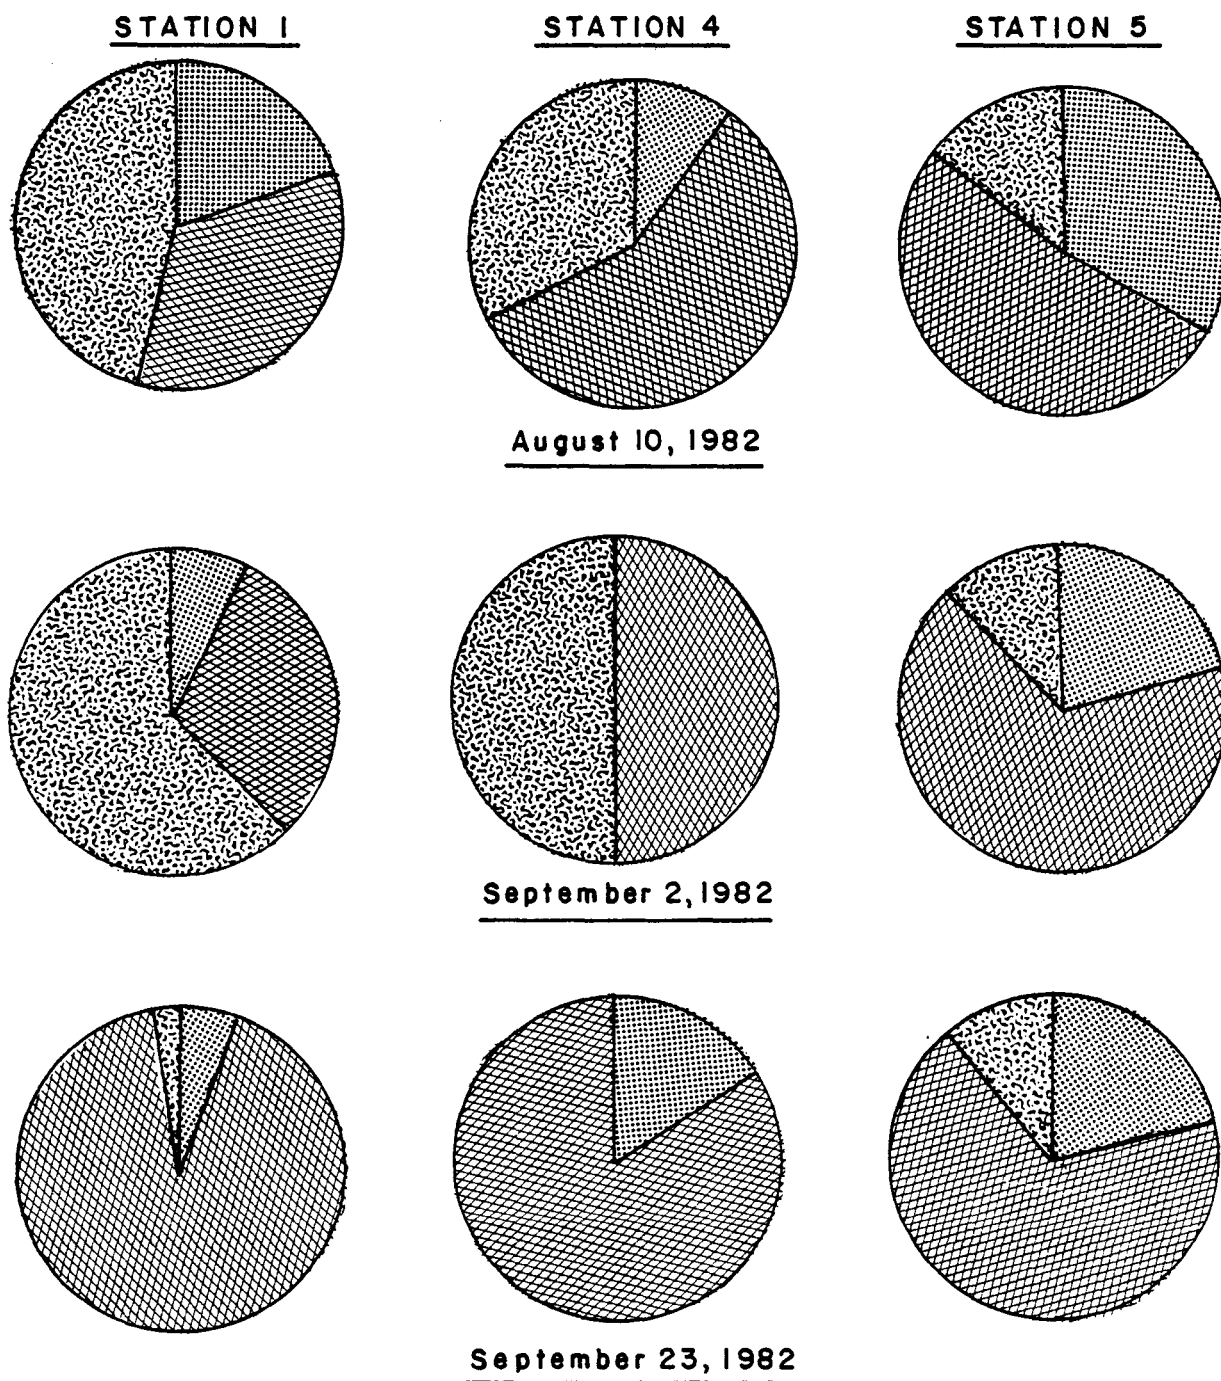 STATION 1 STATION 4 STATION 5
August 10, 1982
September 2, 1982
September 23, 1982